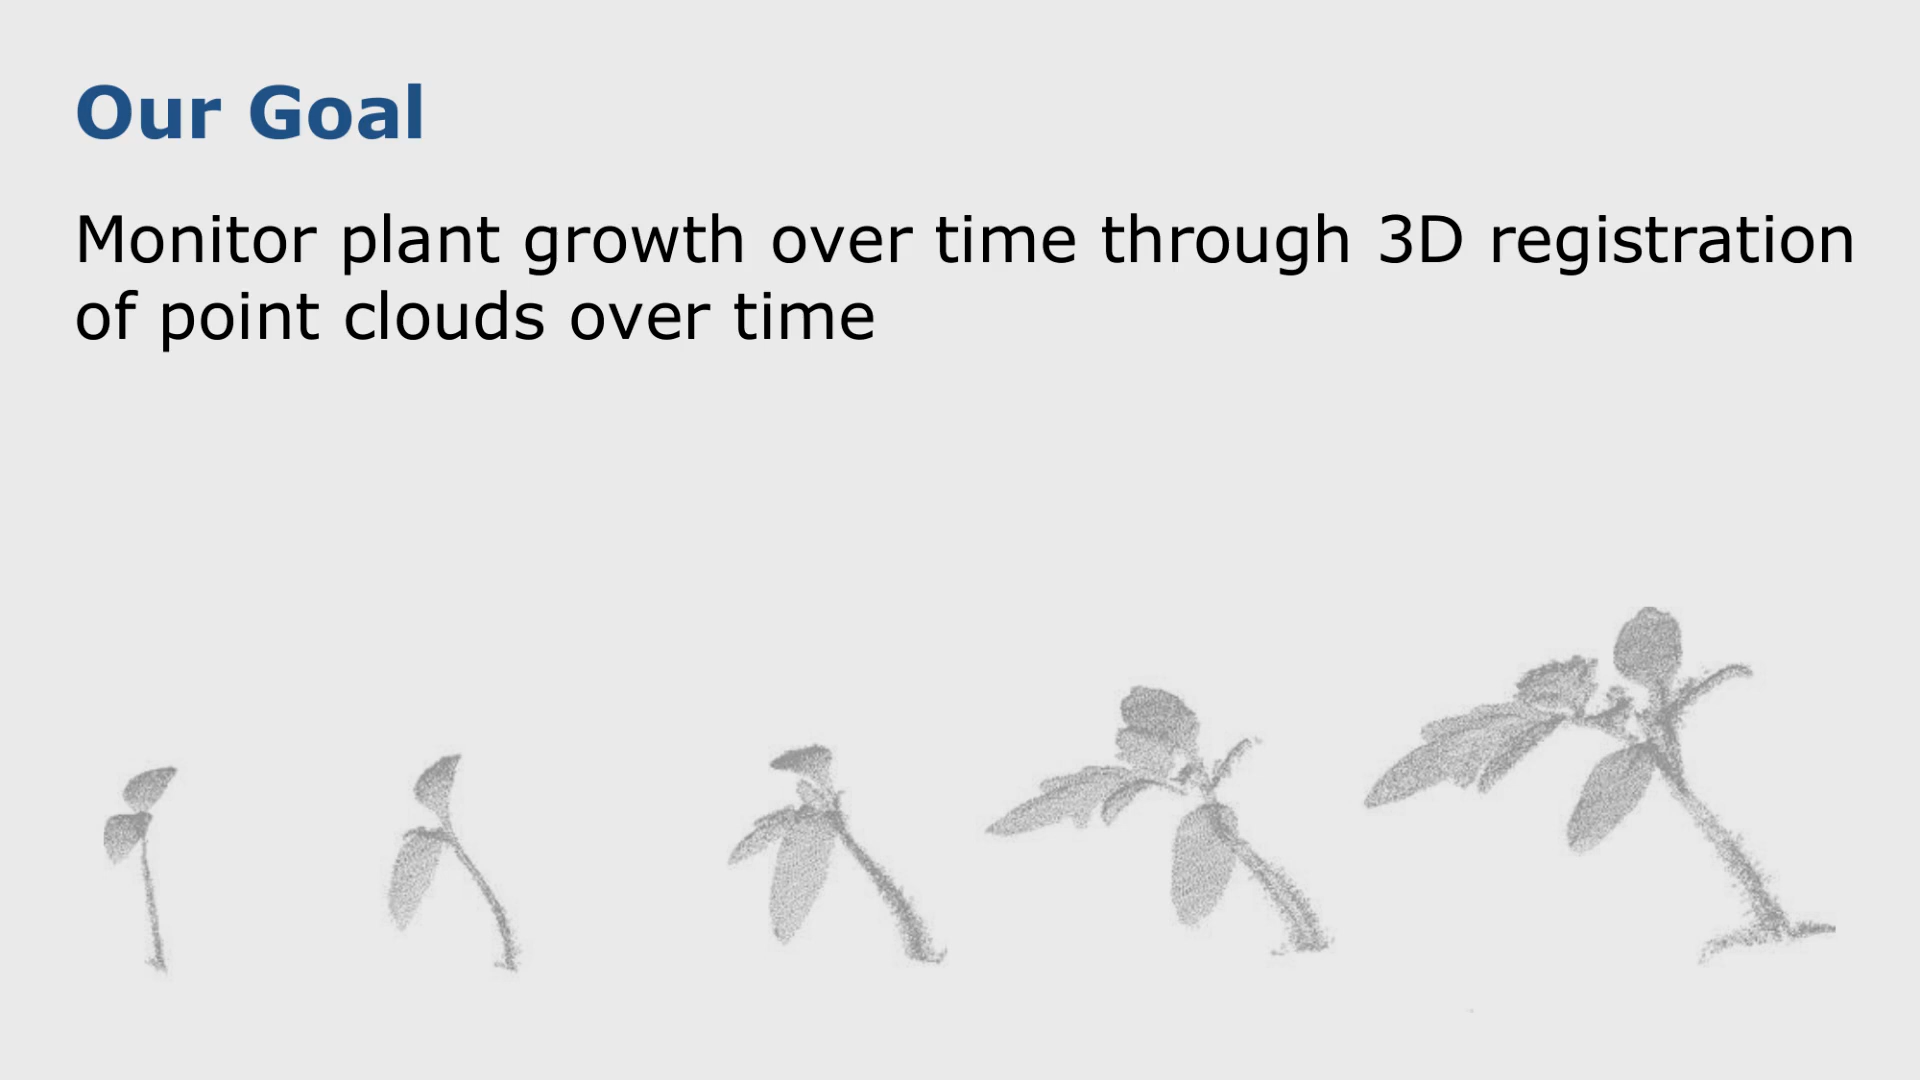 Our Goal
Monitor plant growth over time through 3D registration
of point clouds over time